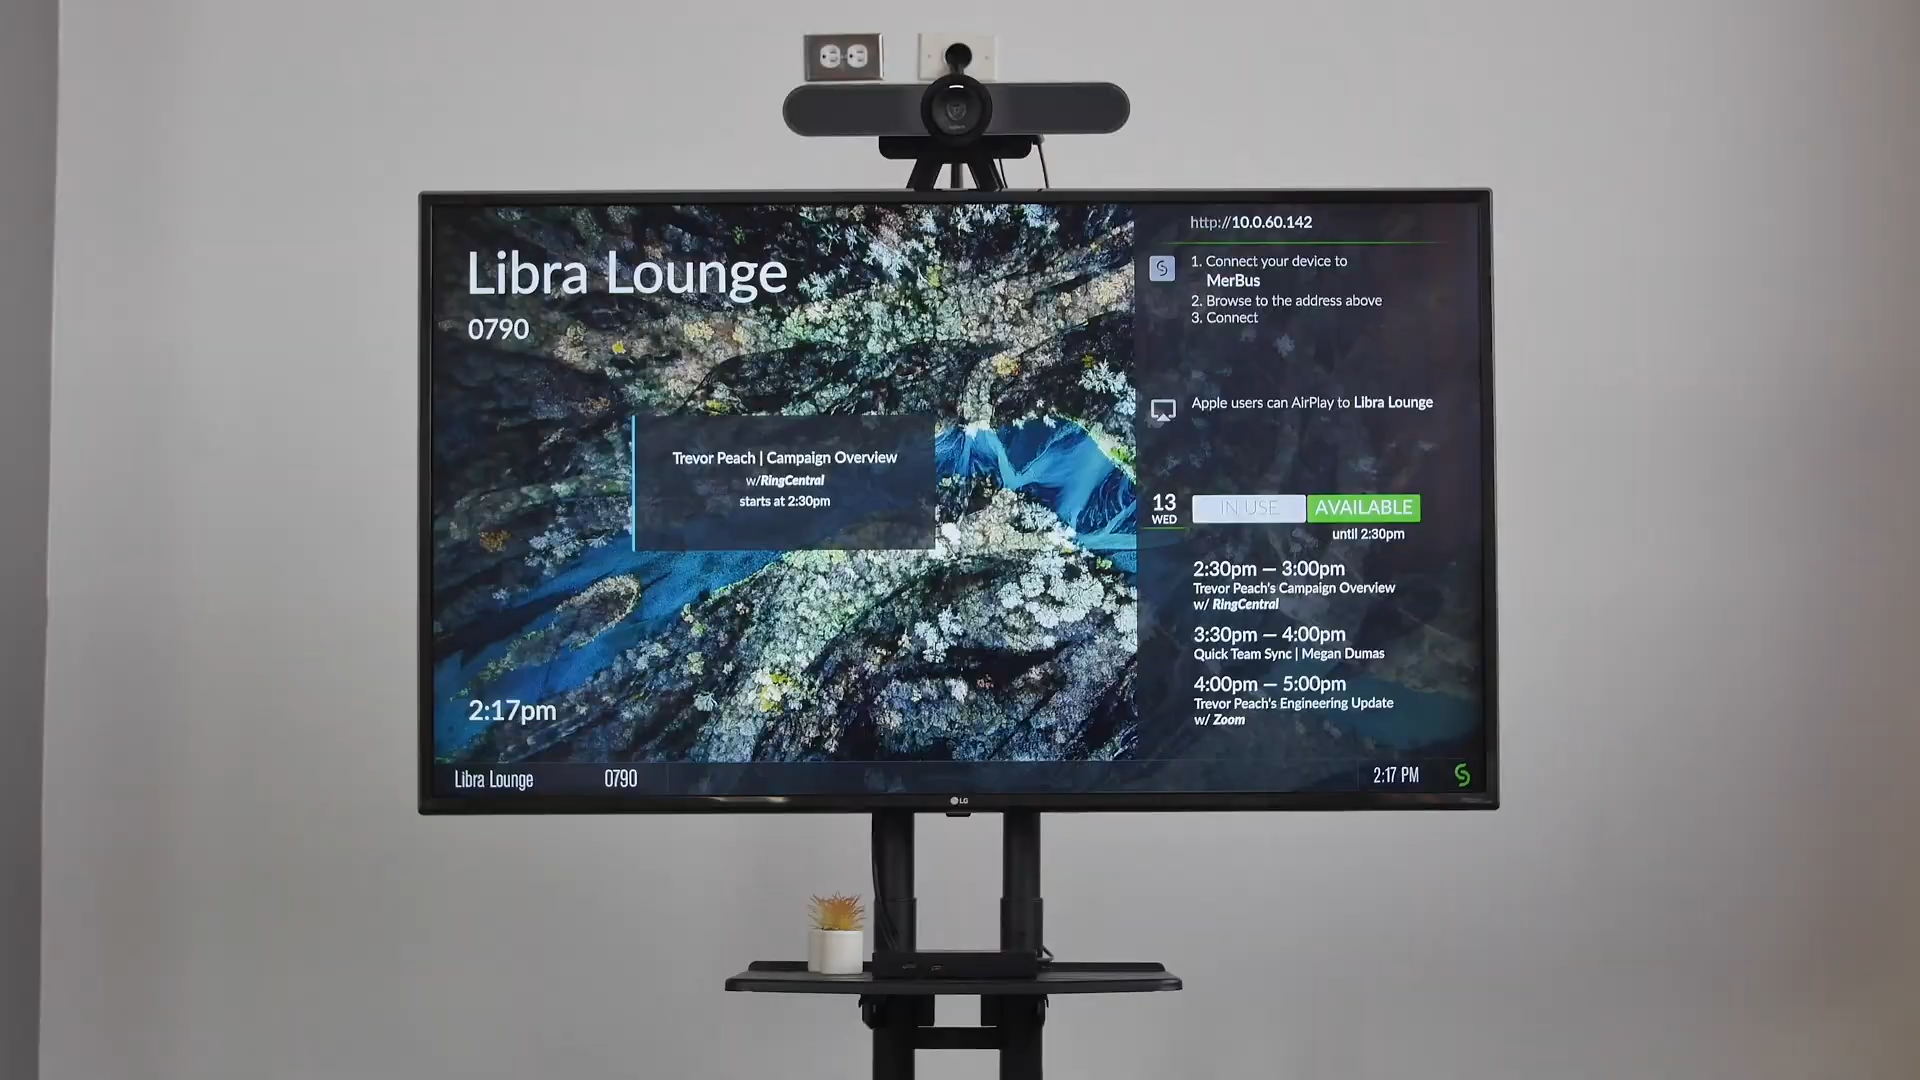 Libra Lounge
0790
Trevor Peach | Campaign Overview
w/RingCentral
starts at 2:30pm
2:17pm
http://10.0.60.142
1. Connect your device to
MerBus
2. Browse to the address above
3. Connect
Apple users can AirPlay to Libra Lounge
13
WED
IN USE
AVAILABLE
until 2:30pm
2:30pm — 3:00pm
Trevor Peach's Campaign Overview
w/ RingCentral
3:30pm — 4:00pm
Quick Team Sync | Megan Dumas
4:00pm — 5:00pm
Trevor Peach's Engineering Update
w/ Zoom
Libra Lounge 0790 2:17 PM
LG